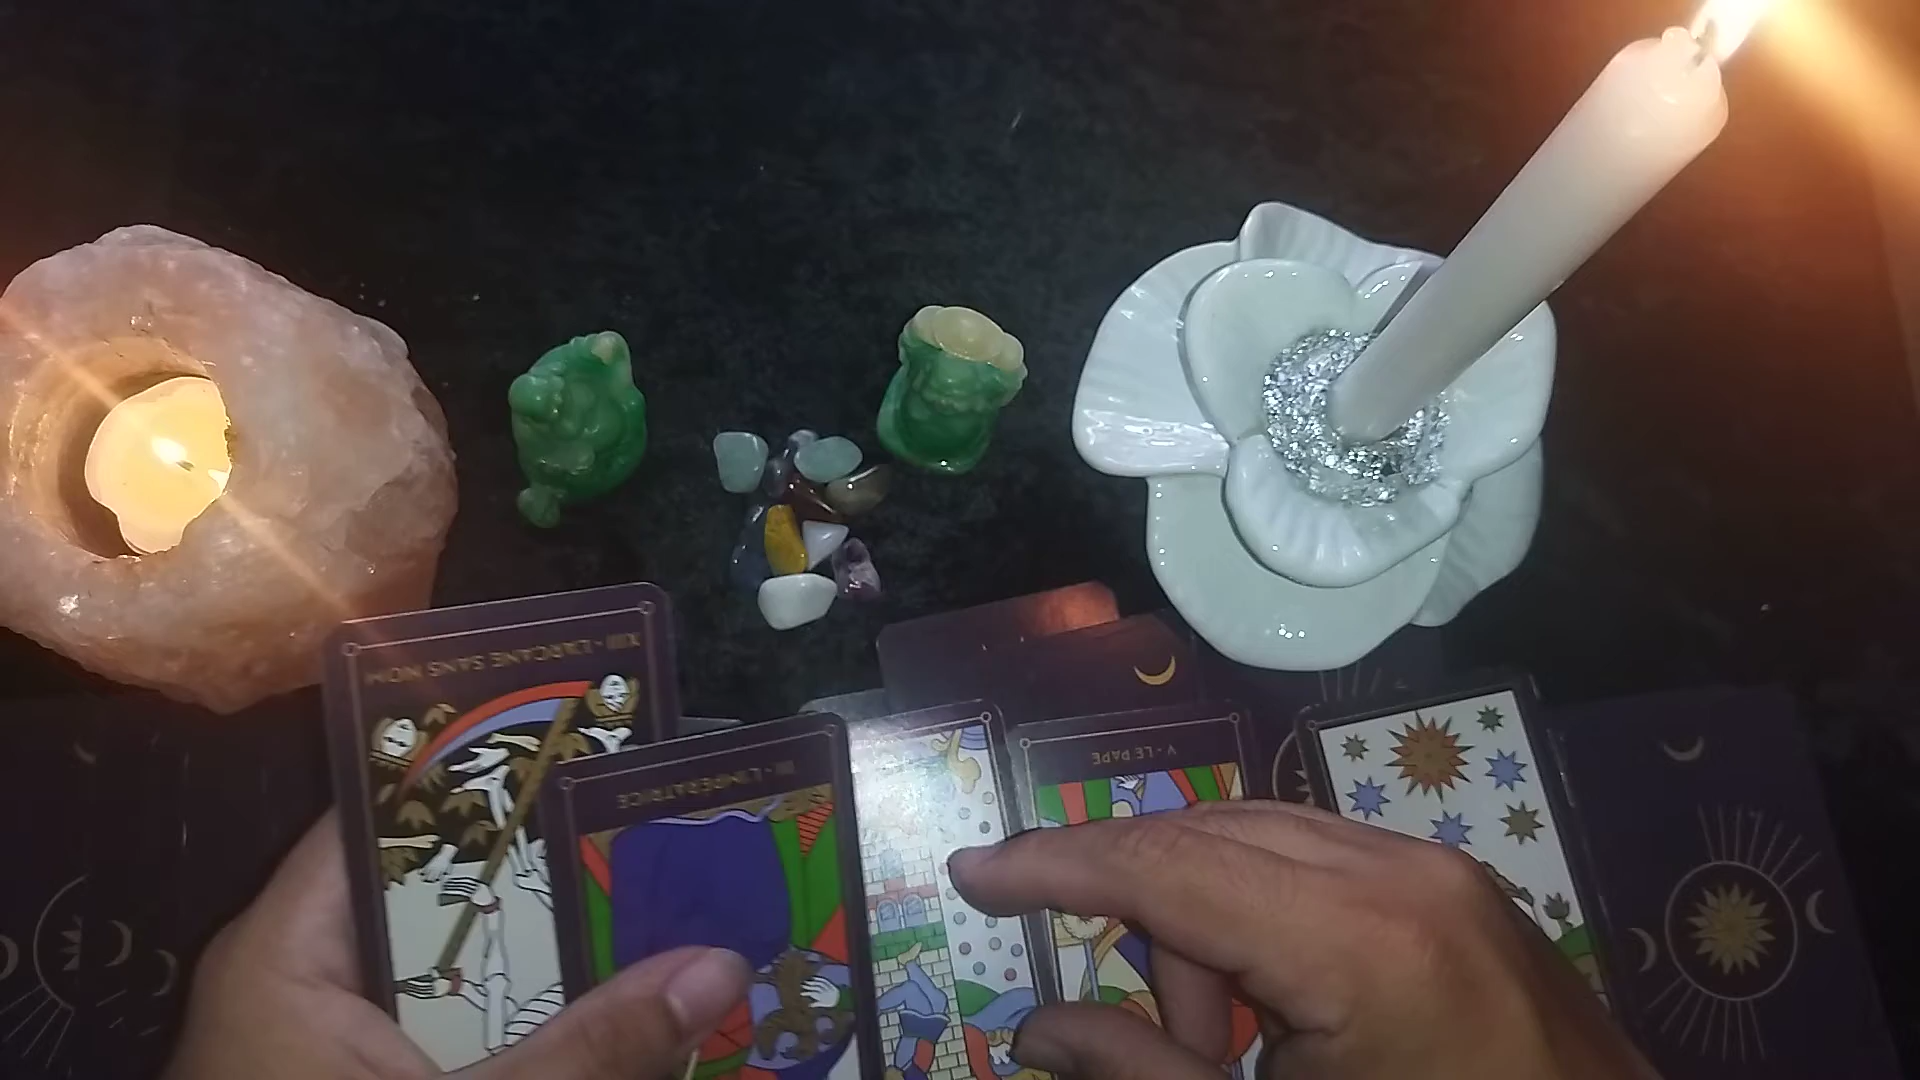 XIII - L'ARCANE SANS NOM
III - L'IMPERATRICE
V - LE PAPE